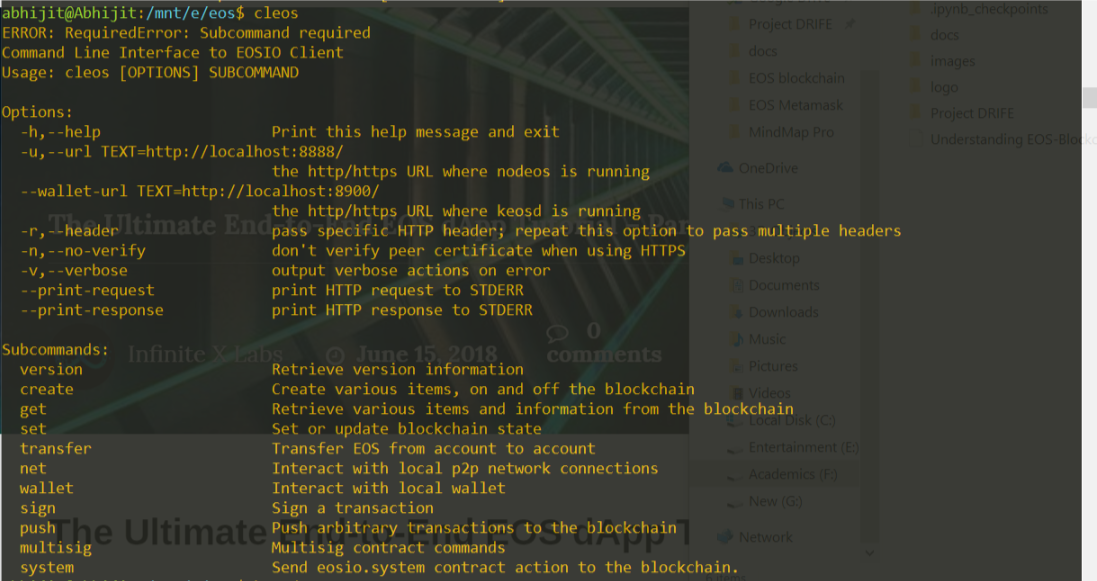 abhijit@Abhijit:/mnt/e/eos$ cleos
ERROR: RequiredError: Subcommand required
Command Line Interface to EOSIO Client
Usage: cleos [OPTIONS] SUBCOMMAND
Options:
-h,--help Print this help message and exit
-u,--url TEXT=http://localhost:8888/
the http/https URL where nodeos is running
--wallet-url TEXT=http://localhost:8900/
the http/https URL where keosd is running
-r,--header pass specific HTTP header; repeat this option to pass multiple headers
-n,--no-verify don't verify peer certificate when using HTTPS
-v,--verbose output verbose actions on error
--print-request print HTTP request to STDERR
--print-response print HTTP response to STDERR
Subcommands:
version Retrieve version information
create Create various items, on and off the blockchain
get Retrieve various items and information from the blockchain
set Set or update blockchain state
transfer Transfer EOS from account to account
net Interact with local p2p network connections
wallet Interact with local wallet
sign Sign a transaction
push Push arbitrary transactions to the blockchain
multisig Multisig contract commands
system Send eosio.system contract action to the blockchain.
The Ultimate End-to-End EOS dApp
Infinite X Labs
June 15, 2018
0
comments
The Ultimate End-to-End EOS dApp T
Project DRIFE
docs
EOS blockchain
EOS Metamask
MindMap Pro
OneDrive
This PC
Desktop
Documents
Downloads
Music
Pictures
Videos
Local Disk (C:)
Entertainment (E:)
Academics (F:)
New (G:)
Network
.ipynb_checkpoints
docs
images
logo
Project DRIFE
Understanding EOS-Blockc